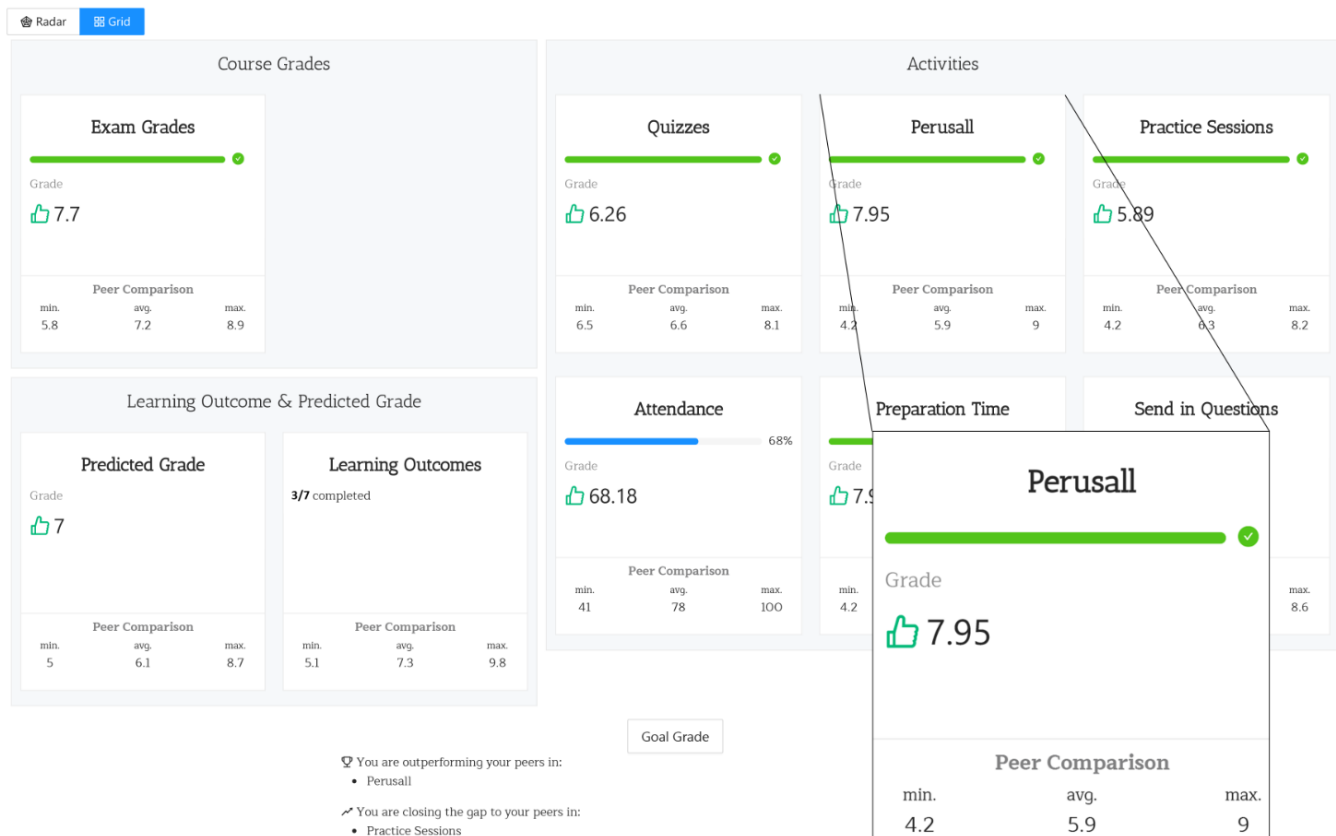 Radar Grid
Course Grades
Exam Grades
Grade
7.7
Peer Comparison
min. avg. max.
5.8 7.2 8.9
Learning Outcome & Predicted Grade
Predicted Grade
Grade
7
Peer Comparison
min. avg. max.
5 6.1 8.7
Learning Outcomes
3/7 completed
Peer Comparison
min. avg. max.
5.1 7.3 9.8
Activities
Quizzes
Grade
6.26
Peer Comparison
min. avg. max.
6.5 6.6 8.1
Perusall
Grade
7.95
Peer Comparison
min. avg. max.
4.2 5.9 9
Practice Sessions
Grade
5.89
Peer Comparison
min. avg. max.
4.2 6.3 8.2
Attendance
68%
Grade
68.18
Peer Comparison
min. avg. max.
41 78 100
Preparation Time
Grade
min.
4.2
Send in Questions
max.
8.6
Perusall
Grade
7.95
Peer Comparison
min. avg. max.
4.2 5.9 9
Goal Grade
You are outperforming your peers in:
• Perusall
You are closing the gap to your peers in:
• Practice Sessions